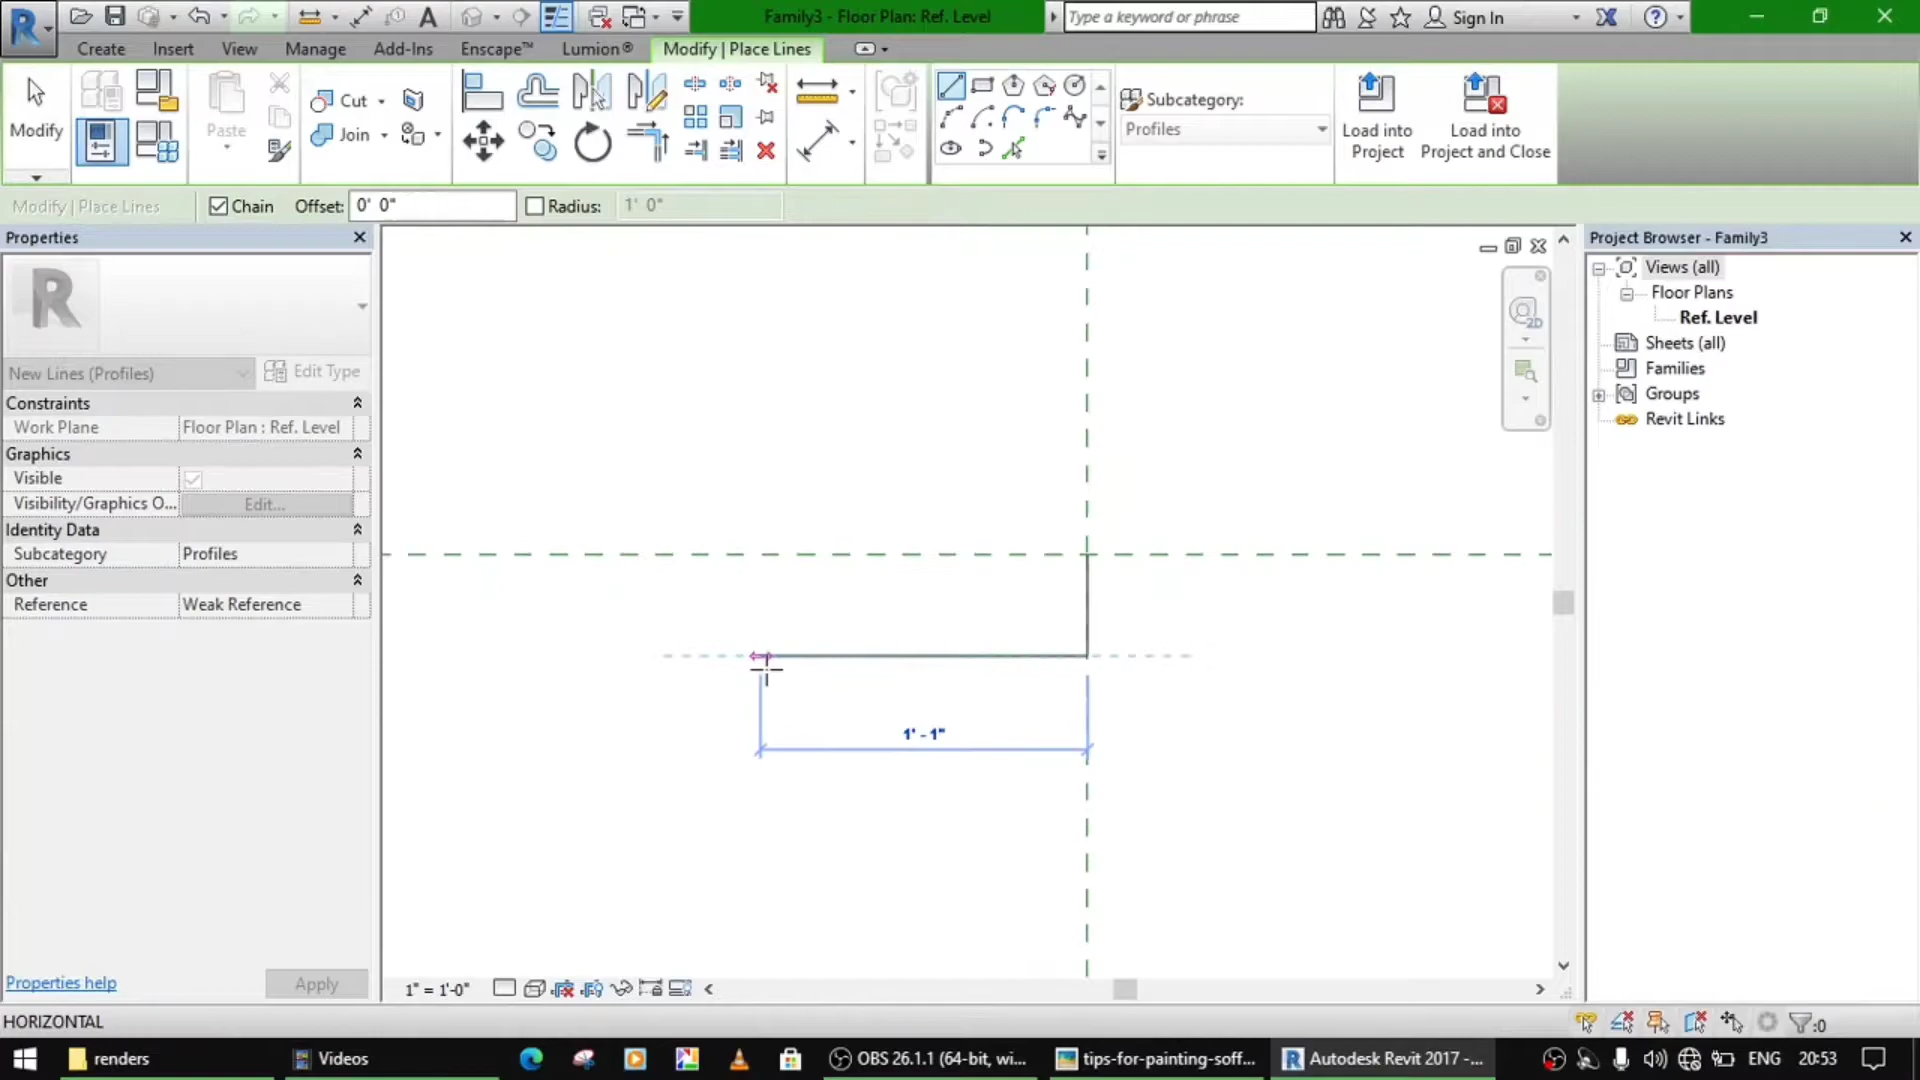 Family3 - Floor Plan: Ref. Level
Type a keyword or phrase
Sign In
Create
Insert
View
Manage
Add-Ins
Enscape™
Lumion®
Modify | Place Lines
Modify
Paste
Cut
Join
Subcategory:
Profiles
Load into
Project
Load into
Project and Close
Modify | Place Lines
Chain
Offset:
0' 0"
Radius:
1' 0"
Properties
New Lines (Profiles)
Edit Type
Constraints
Work Plane
Floor Plan : Ref. Level
Graphics
Visible
Visibility/Graphics O...
Edit...
Identity Data
Subcategory
Profiles
Other
Reference
Weak Reference
Properties help
Apply
2D
1' - 1"
1" = 1'-0"
Project Browser - Family3
Views (all)
Floor Plans
Ref. Level
Sheets (all)
Families
Groups
Revit Links
HORIZONTAL
:0
renders
Videos
OBS 26.1.1 (64-bit, wi...
tips-for-painting-soff...
Autodesk Revit 2017 -...
ENG
20:53